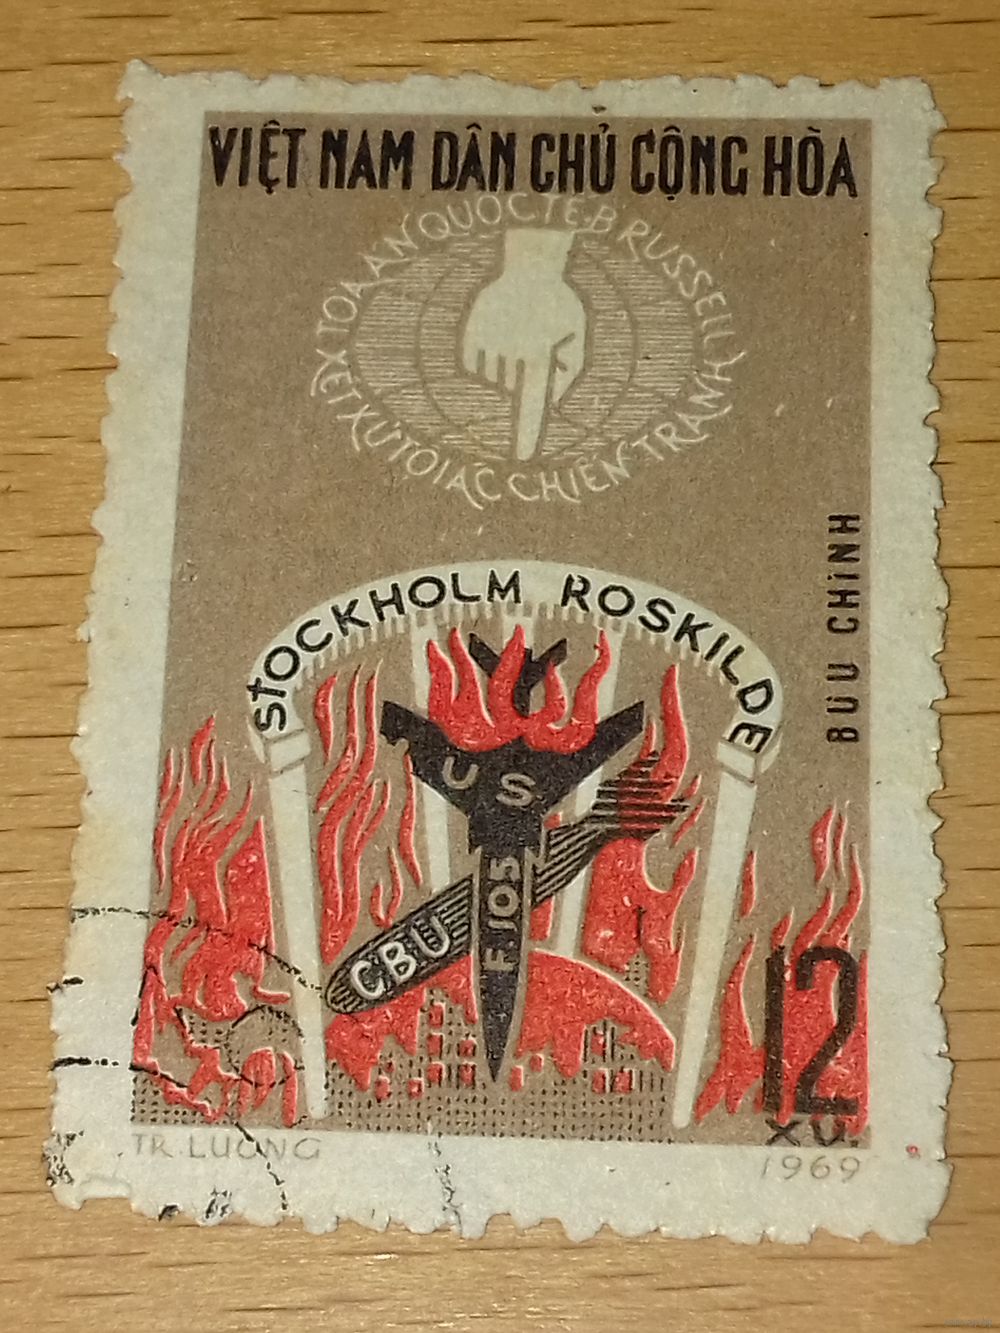 VIỆT NAM DÂN CHỦ CỘNG HÒA
TOÀ ÁN QUỐC TẾ B.RUSSELL
XÉT XỬ TỘI ÁC CHIẾN TRANH
BƯU CHÍNH
STOCKHOLM ROSKILDE
US
F.105
CBU
12
XU.
TR. LƯƠNG
1969